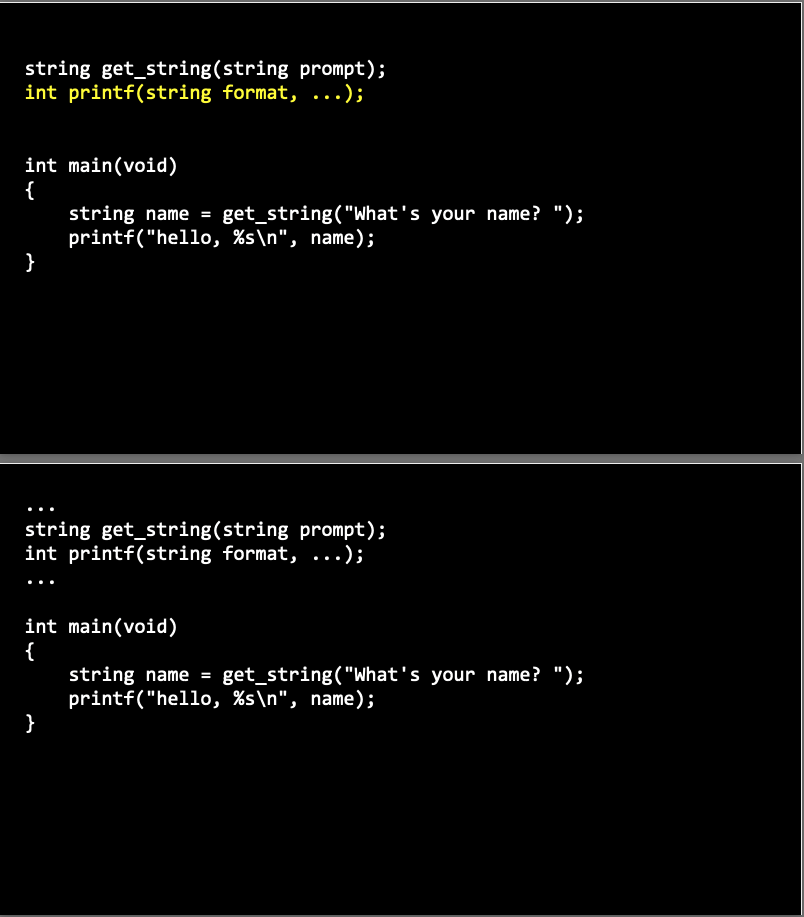 string get_string(string prompt);
int printf(string format, ...);
int main(void)
{
    string name = get_string("What's your name? ");
    printf("hello, %s\n", name);
}
...
string get_string(string prompt);
int printf(string format, ...);
...
int main(void)
{
    string name = get_string("What's your name? ");
    printf("hello, %s\n", name);
}